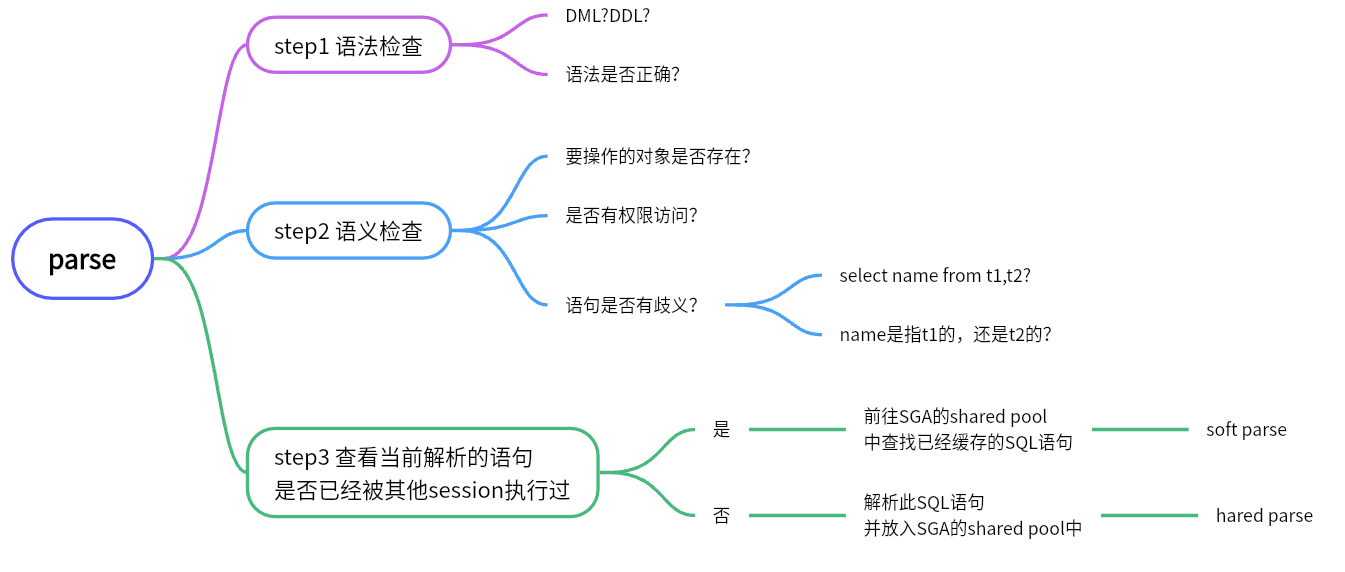 parse
step1 语法检查
DML?DDL?
语法是否正确？
step2 语义检查
要操作的对象是否存在？
是否有权限访问？
语句是否有歧义？
select name from t1,t2?
name是指t1的，还是t2的？
step3 查看当前解析的语句
是否已经被其他session执行过
是
前往SGA的shared pool
中查找已经缓存的SQL语句
soft parse
否
解析此SQL语句
并放入SGA的shared pool中
hared parse